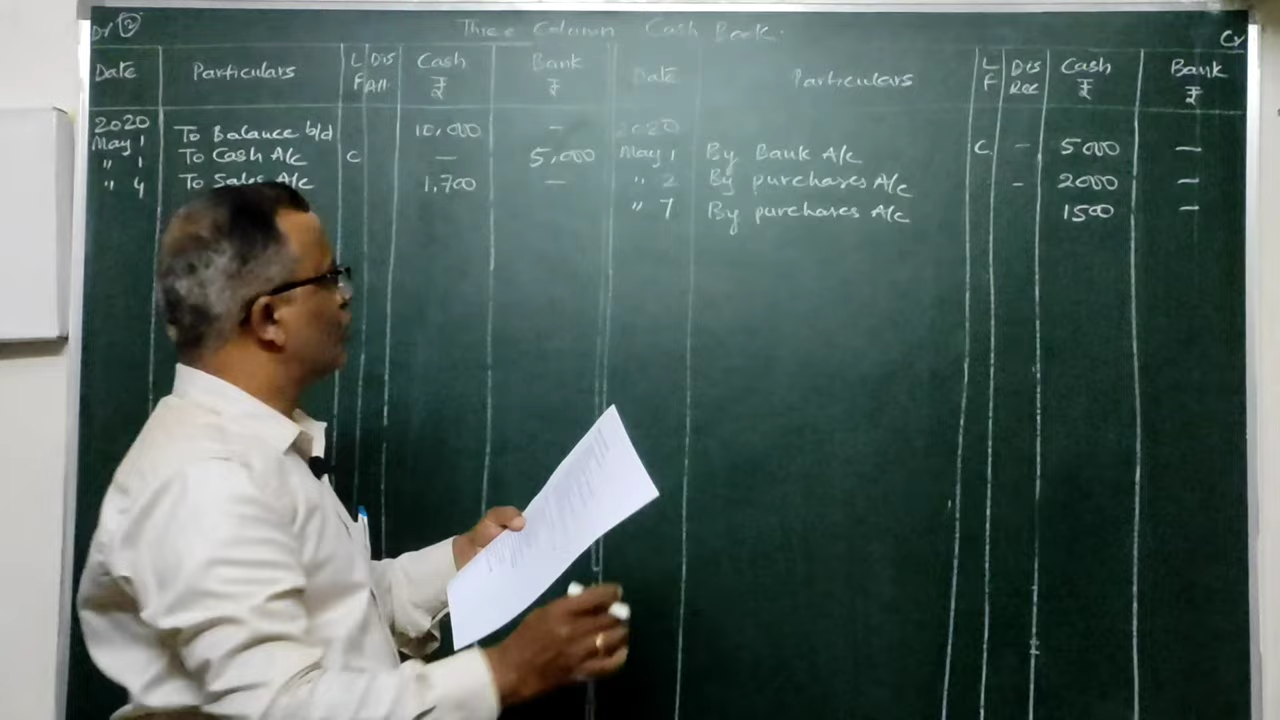 Dr ② Three Column Cash Book. Cr
Date Particulars L F Dis All. Cash ₹ Bank ₹ Date Particulars L F Dis Rec Cash ₹ Bank ₹
2020 To Balance b/d 10,000 - 2020
May 1
" 1 To Cash A/c C — 5,000 May 1 By Bank A/c C. - 5000 —
" 4 To Sales A/c 1,700 — " 2 By purchases A/c - 2000 —
" 7 By purchases A/c 1500 —